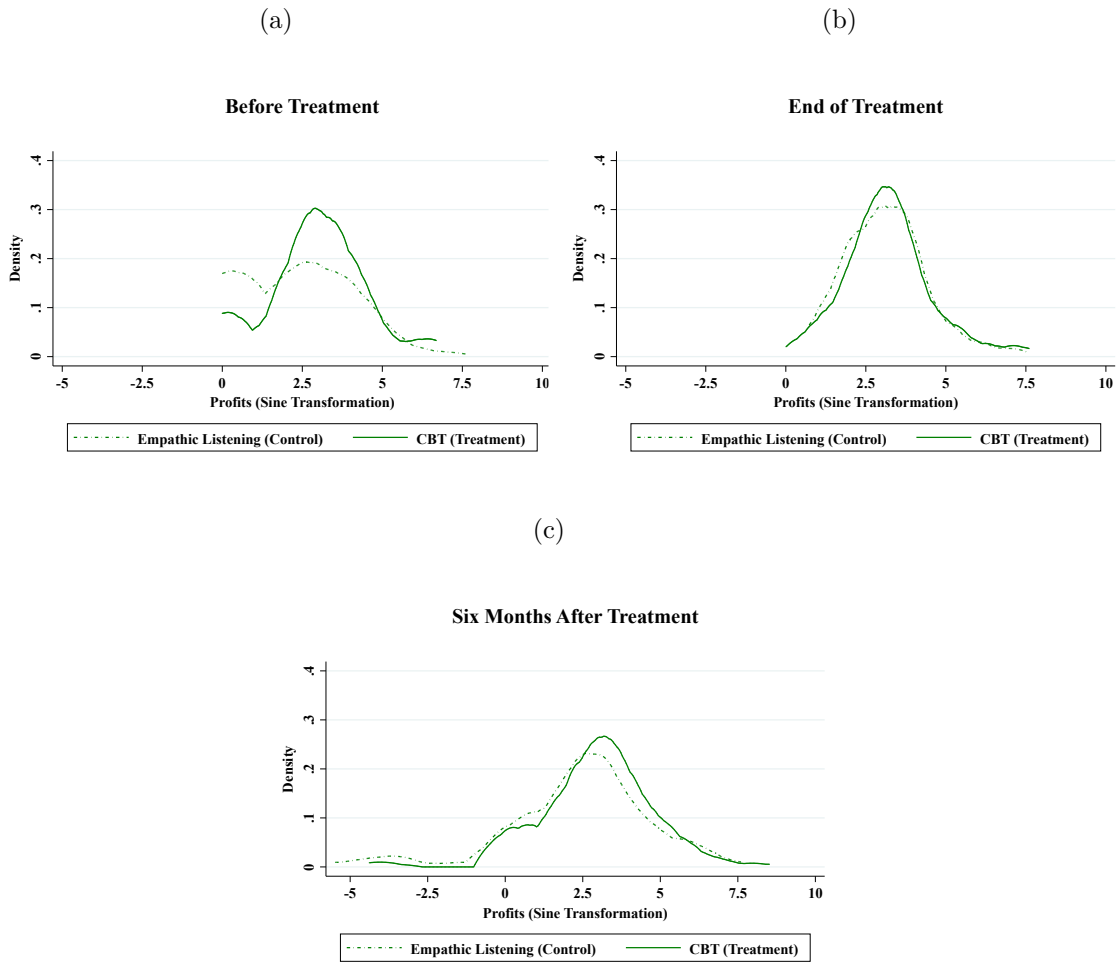 (a)
Before Treatment
Density
0 .1 .2 .3 .4
-5 -2.5 0 2.5 5 7.5 10
Profits (Sine Transformation)
Empathic Listening (Control) CBT (Treatment)
(b)
End of Treatment
Density
0 .1 .2 .3 .4
-5 -2.5 0 2.5 5 7.5 10
Profits (Sine Transformation)
Empathic Listening (Control) CBT (Treatment)
(c)
Six Months After Treatment
Density
0 .1 .2 .3 .4
-5 -2.5 0 2.5 5 7.5 10
Profits (Sine Transformation)
Empathic Listening (Control) CBT (Treatment)